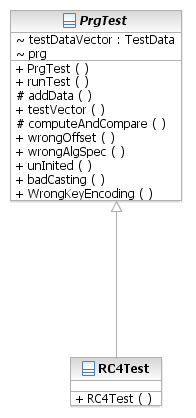 PrgTest
~ testDataVector : TestData
~ prg
+ PrgTest ( )
+ runTest ( )
# addData ( )
+ testVector ( )
# computeAndCompare ( )
+ wrongOffset ( )
+ wrongAlgSpec ( )
+ unInited ( )
+ badCasting ( )
+ WrongKeyEncoding ( )
RC4Test
+ RC4Test ( )